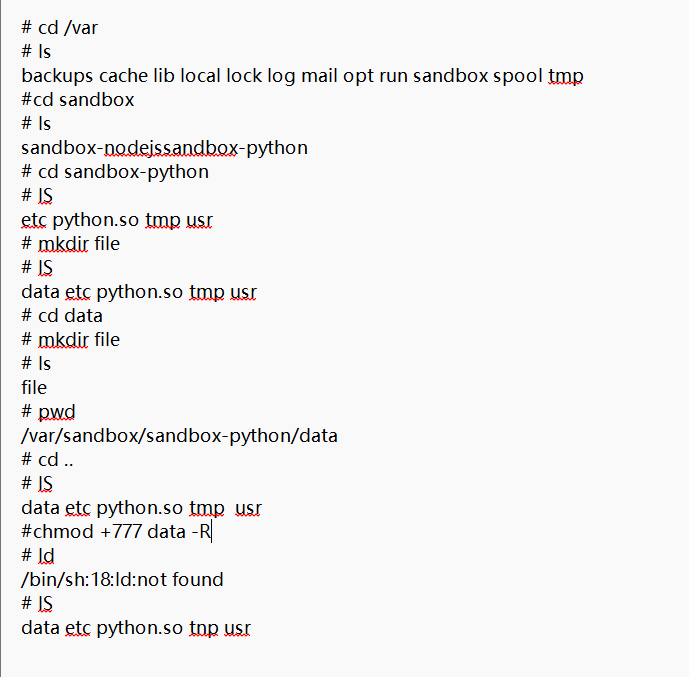 # cd /var
# ls
backups cache lib local lock log mail opt run sandbox spool tmp
#cd sandbox
# ls
sandbox-nodejssandbox-python
# cd sandbox-python
# lS
etc python.so tmp usr
# mkdir file
# lS
data etc python.so tmp usr
# cd data
# mkdir file
# ls
file
# pwd
/var/sandbox/sandbox-python/data
# cd ..
# lS
data etc python.so tmp  usr
#chmod +777 data -R
# ld
/bin/sh:18:ld:not found
# lS
data etc python.so tnp usr